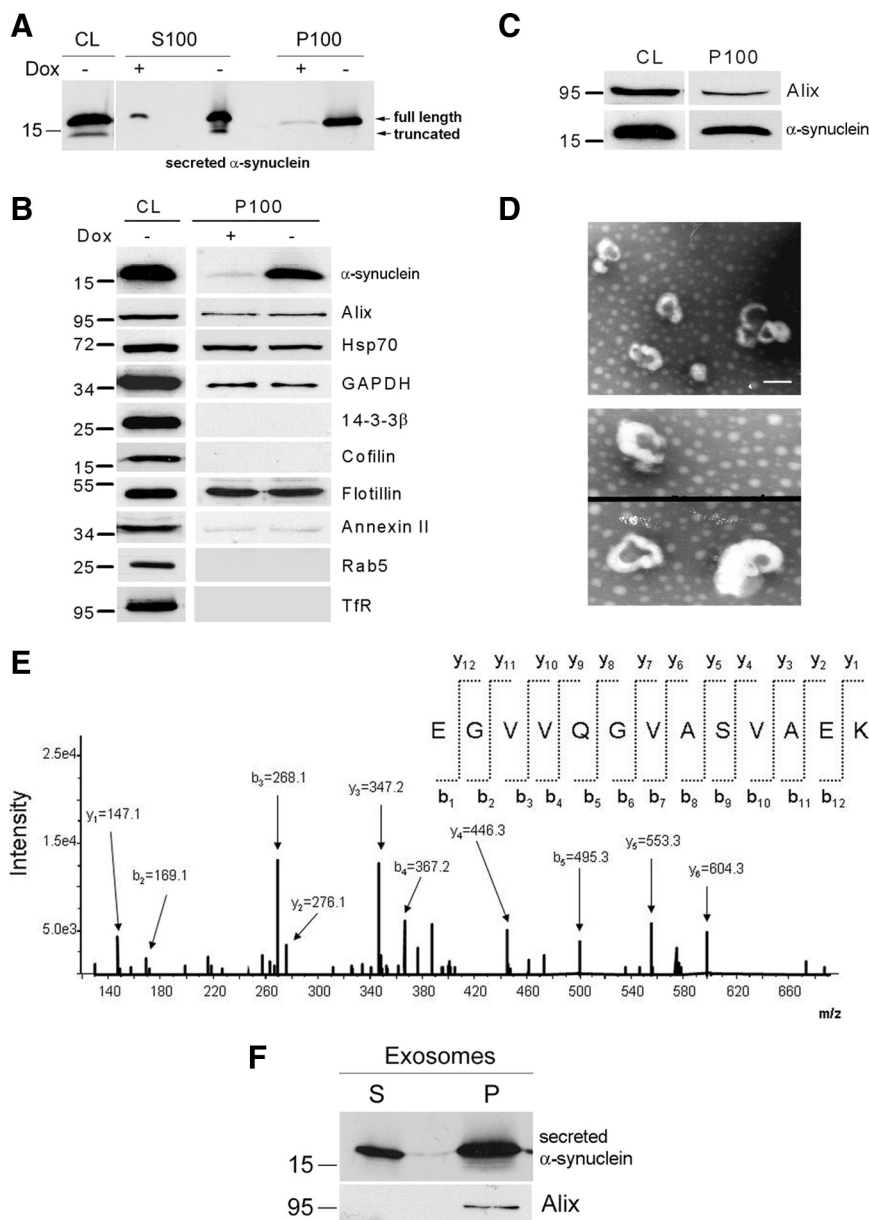 A
CL S100 P100
Dox - + - + -
15
full length
truncated
secreted α-synuclein
B
CL P100
Dox - + -
15 α-synuclein
95 Alix
72 Hsp70
34 GAPDH
25 14-3-3β
15 Cofilin
55 Flotillin
34 Annexin II
25 Rab5
95 TfR
C
CL P100
95 Alix
15 α-synuclein
D
E
y12 y11 y10 y9 y8 y7 y6 y5 y4 y3 y2 y1
E G V V Q G V A S V A E K
b1 b2 b3 b4 b5 b6 b7 b8 b9 b10 b11 b12
Intensity
2.5e4
1.5e4
5.0e3
y1=147.1
b2=169.1
b3=268.1
y2=276.1
y3=347.2
b4=367.2
y4=446.3
b5=495.3
y5=553.3
y6=604.3
140 180 220 260 300 340 380 420 460 500 540 580 620 660
m/z
F
Exosomes
S P
15
secreted
α-synuclein
95 Alix